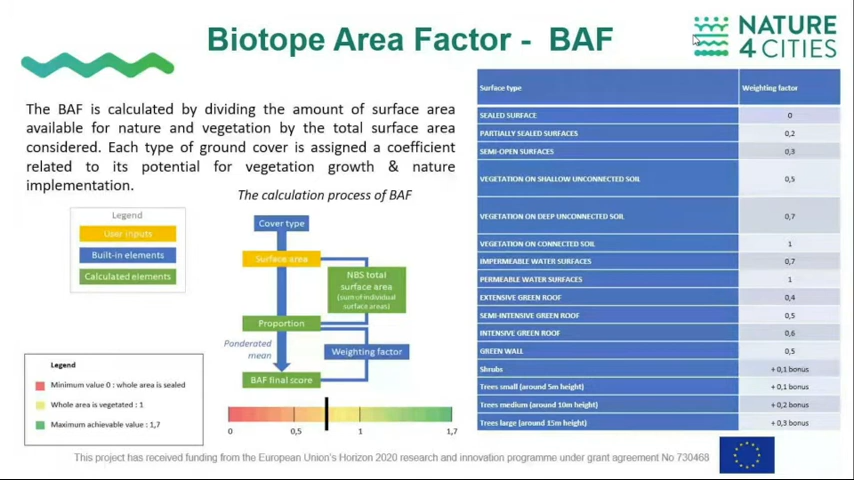 Biotope Area Factor - BAF
NATURE
4CITIES
The BAF is calculated by dividing the amount of surface area
available for nature and vegetation by the total surface area
considered. Each type of ground cover is assigned a coefficient
related to its potential for vegetation growth & nature
implementation.
The calculation process of BAF
Legend
User inputs
Built-in elements
Calculated elements
Cover type
Surface area
NBS total
surface area
(sum of individual
surface areas)
Proportion
Ponderated
mean
Weighting factor
BAF final score
0
0,5
1
1,7
Legend
Minimum value 0 : whole area is sealed
Whole area is vegetated : 1
Maximum achievable value : 1,7
Surface type Weighting factor
SEALED SURFACE 0
PARTIALLY SEALED SURFACES 0,2
SEMI-OPEN SURFACES 0,3
VEGETATION ON SHALLOW UNCONNECTED SOIL 0,5
VEGETATION ON DEEP UNCONNECTED SOIL 0,7
VEGETATION ON CONNECTED SOIL 1
IMPERMEABLE WATER SURFACES 0,7
PERMEABLE WATER SURFACES 1
EXTENSIVE GREEN ROOF 0,4
SEMI-INTENSIVE GREEN ROOF 0,5
INTENSIVE GREEN ROOF 0,6
GREEN WALL 0,5
Shrubs + 0,1 bonus
Trees small (around 5m height) + 0,1 bonus
Trees medium (around 10m height) + 0,2 bonus
Trees large (around 15m height) + 0,3 bonus
This project has received funding from the European Union's Horizon 2020 research and innovation programme under grant agreement No 730468